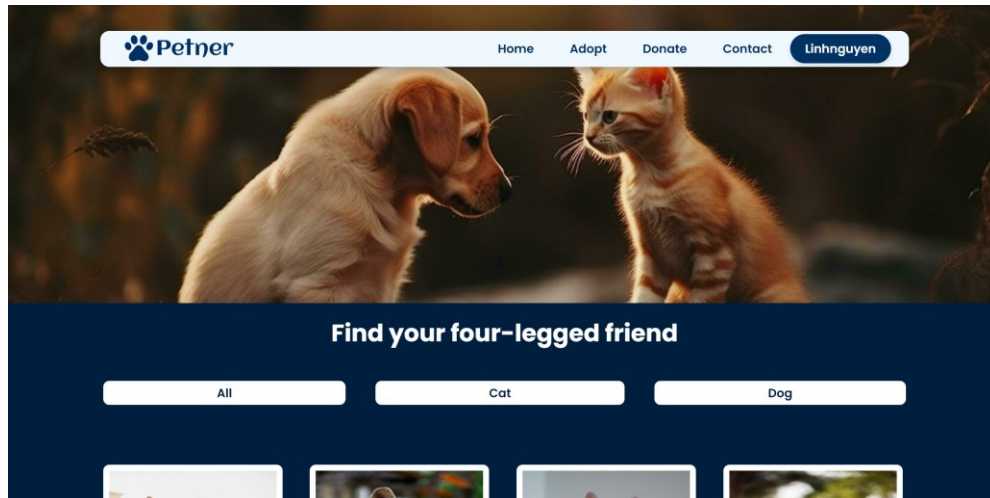 Petner
Home Adopt Donate Contact Linhnguyen
Find your four-legged friend
All Cat Dog